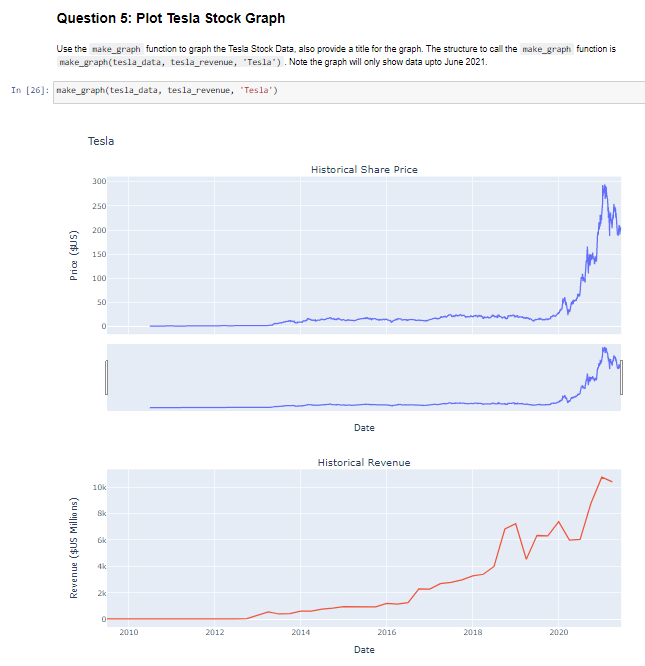 Question 5: Plot Tesla Stock Graph
Use the make_graph function to graph the Tesla Stock Data, also provide a title for the graph. The structure to call the make_graph function is
make_graph(tesla_data, tesla_revenue, 'Tesla') . Note the graph will only show data upto June 2021.
In [26]: make_graph(tesla_data, tesla_revenue, 'Tesla')
Tesla
Historical Share Price
300
250
200
150
100
50
0
Price ($US)
Date
Historical Revenue
10k
8k
6k
4k
2k
0
Revenue ($US Millions)
2010 2012 2014 2016 2018 2020
Date